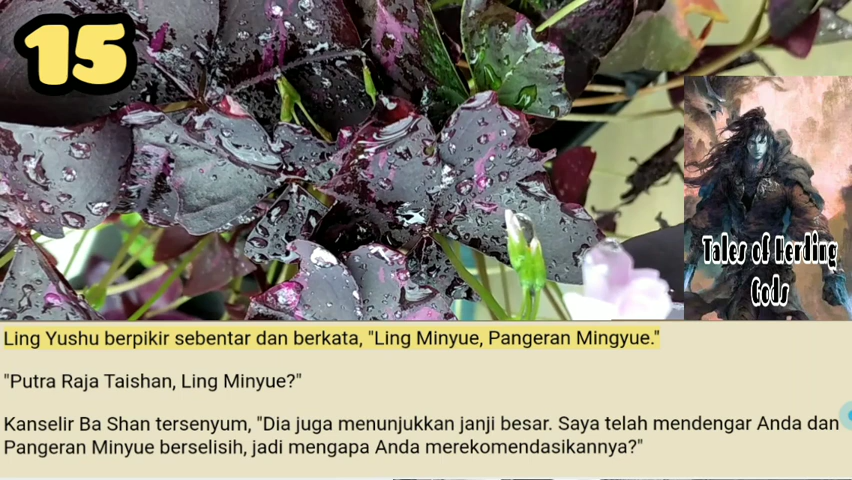 15
Tales of Herding
Gods
Ling Yushu berpikir sebentar dan berkata, "Ling Minyue, Pangeran Mingyue."
"Putra Raja Taishan, Ling Minyue?"
Kanselir Ba Shan tersenyum, "Dia juga menunjukkan janji besar. Saya telah mendengar Anda dan
Pangeran Minyue berselisih, jadi mengapa Anda merekomendasikannya?"